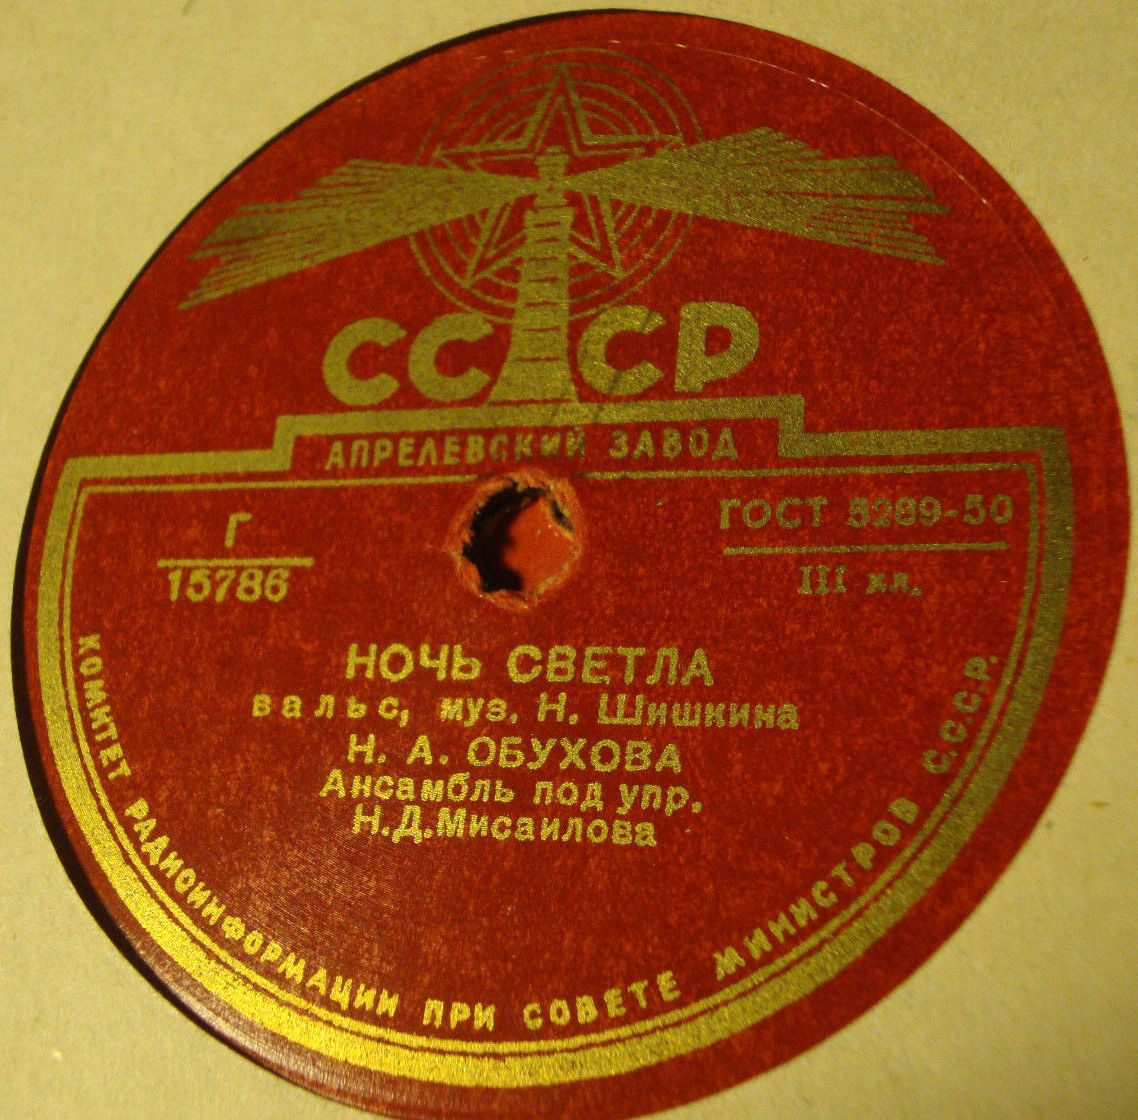 СССР
АПРЕЛЕВСКИЙ ЗАВОД
Г
15786
ГОСТ 5289-50
III кл.
НОЧЬ СВЕТЛА
вальс, муз. Н. Шишкина
Н. А. ОБУХОВА
Ансамбль под упр.
Н.Д.Мисаилова
КОМИТЕТ РАДИОИНФОРМАЦИИ ПРИ СОВЕТЕ МИНИСТРОВ С.С.С.Р.